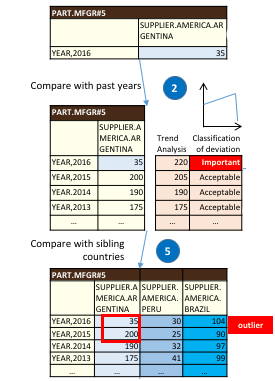 PART.MFGR#5
SUPPLIER.AMERICA.AR
GENTINA
YEAR,2016 35
Compare with past years
2
PART.MFGR#5
SUPPLIER.A
MERICA.AR
GENTINA
Trend
Analysis
Classification
of deviation
YEAR,2016 35 220 Important
YEAR,2015 200 205 Acceptable
YEAR,2014 190 190 Acceptable
YEAR,2013 175 175 Acceptable
... ... ... ...
Compare with sibling
countries
5
PART.MFGR#5
SUPPLIER.A
MERICA.AR
GENTINA
SUPPLIER.
AMERICA.
PERU
SUPPLIER.
AMERICA.
BRAZIL
YEAR,2016 35 30 104
outlier
YEAR,2015 200 25 90
YEAR,2014 190 32 97
YEAR,2013 175 41 99
... ... ... ...